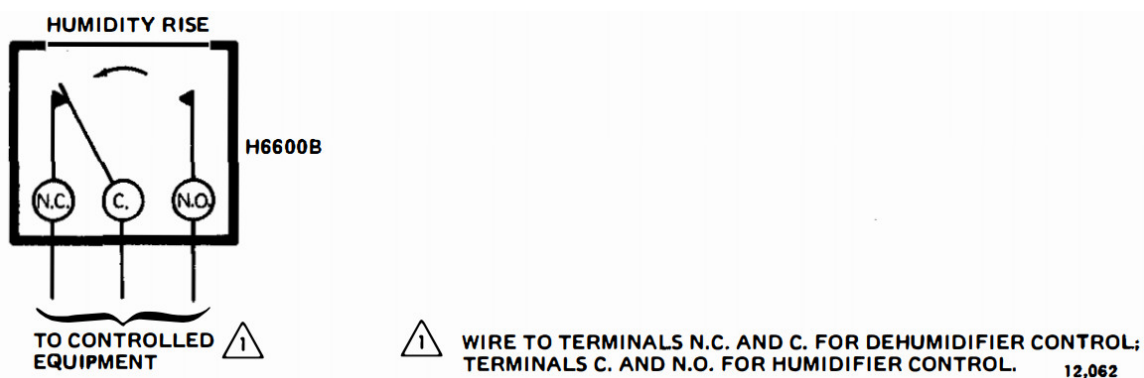 HUMIDITY RISE
H6600B
N.C. C. N.O.
TO CONTROLLED 1
EQUIPMENT
1 WIRE TO TERMINALS N.C. AND C. FOR DEHUMIDIFIER CONTROL;
TERMINALS C. AND N.O. FOR HUMIDIFIER CONTROL.
12,062